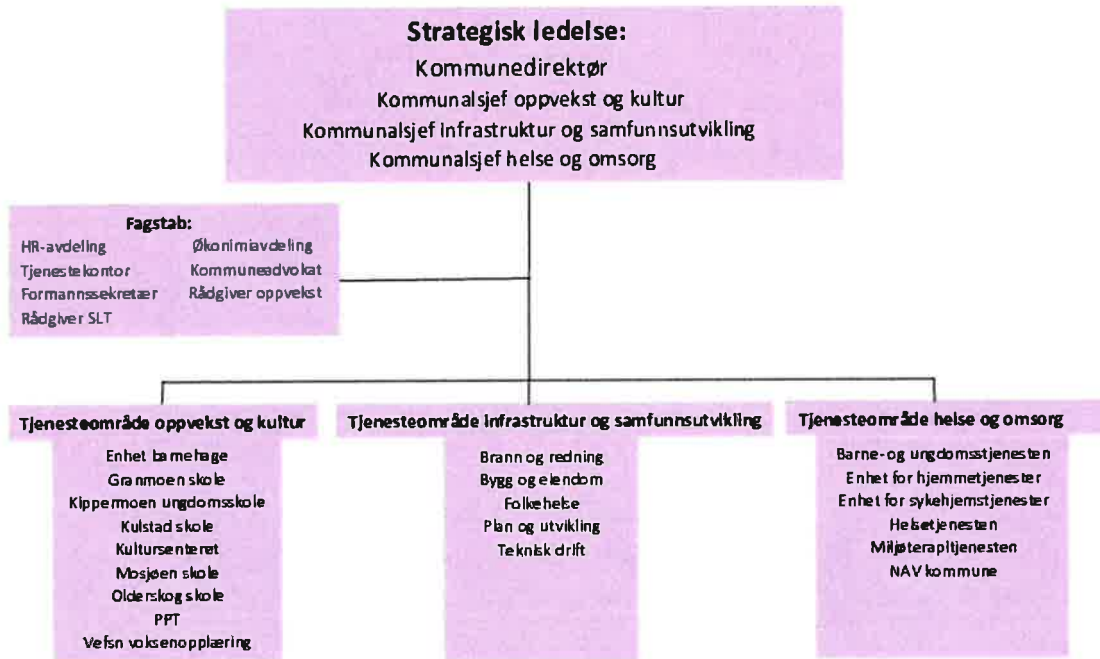 Strategisk ledelse:
Kommunedirektør
Kommunalsjef oppvekst og kultur
Kommunalsjef infrastruktur og samfunnsutvikling
Kommunalsjef helse og omsorg
Fagstab:
HR-avdeling
Tjenestekontor
Formannssekretær
Rådgiver SLT
Økonimiavdeling
Kommuneadvokat
Rådgiver oppvekst
Tjenesteområde oppvekst og kultur
Enhet barnehage
Granmoen skole
Kippermoen ungdomsskole
Kulstad skole
Kultursenteret
Mosjøen skole
Olderskog skole
PPT
Vefsn voksenopplæring
Tjenesteområde infrastruktur og samfunnsutvikling
Brann og redning
Bygg og eiendom
Folkehelse
Plan og utvikling
Teknisk drift
Tjenesteområde helse og omsorg
Barne- og ungdomsstjenesten
Enhet for hjemmetjenester
Enhet for sykehjemstjenester
Helsetjenesten
Miljøterapitjenesten
NAV kommune